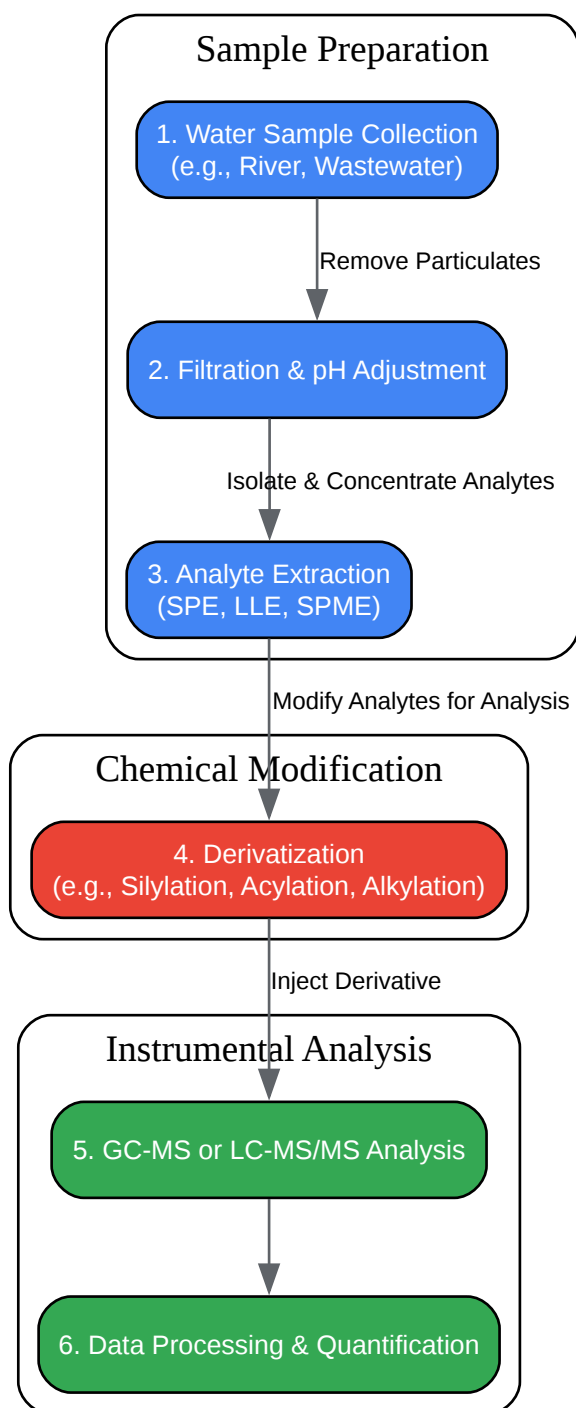 Sample Preparation
1. Water Sample Collection
(e.g., River, Wastewater)
Remove Particulates
2. Filtration & pH Adjustment
Isolate & Concentrate Analytes
3. Analyte Extraction
(SPE, LLE, SPME)
Modify Analytes for Analysis
Chemical Modification
4. Derivatization
(e.g., Silylation, Acylation, Alkylation)
Inject Derivative
Instrumental Analysis
5. GC-MS or LC-MS/MS Analysis
6. Data Processing & Quantification